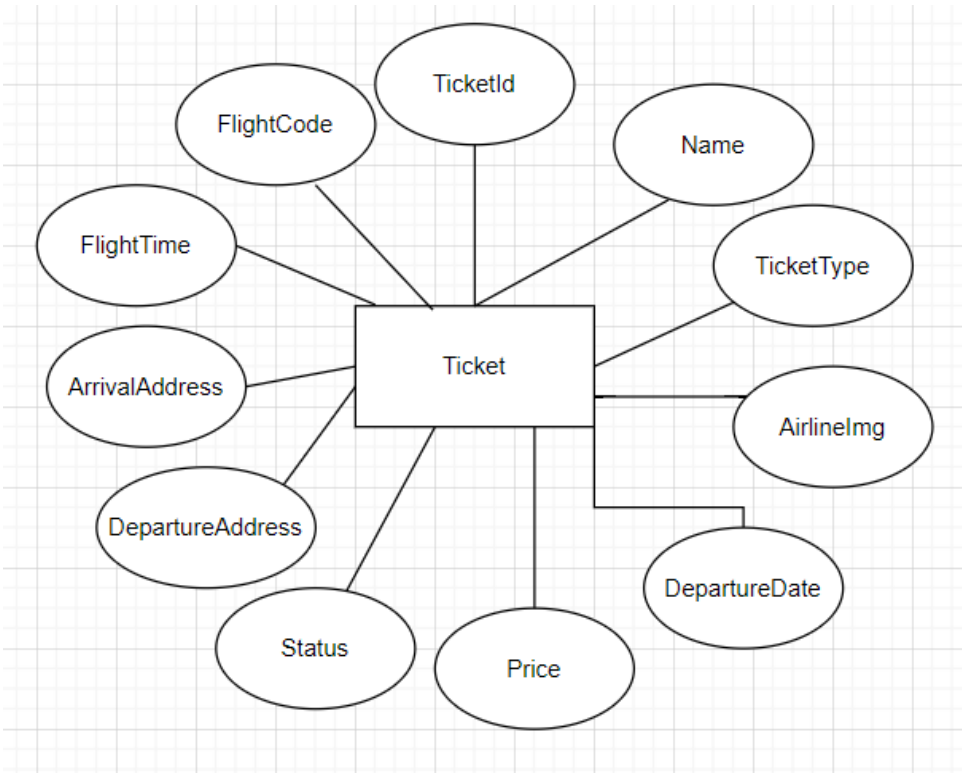 TicketId
FlightCode
Name
FlightTime
TicketType
Ticket
ArrivalAddress
AirlineImg
DepartureAddress
DepartureDate
Status
Price